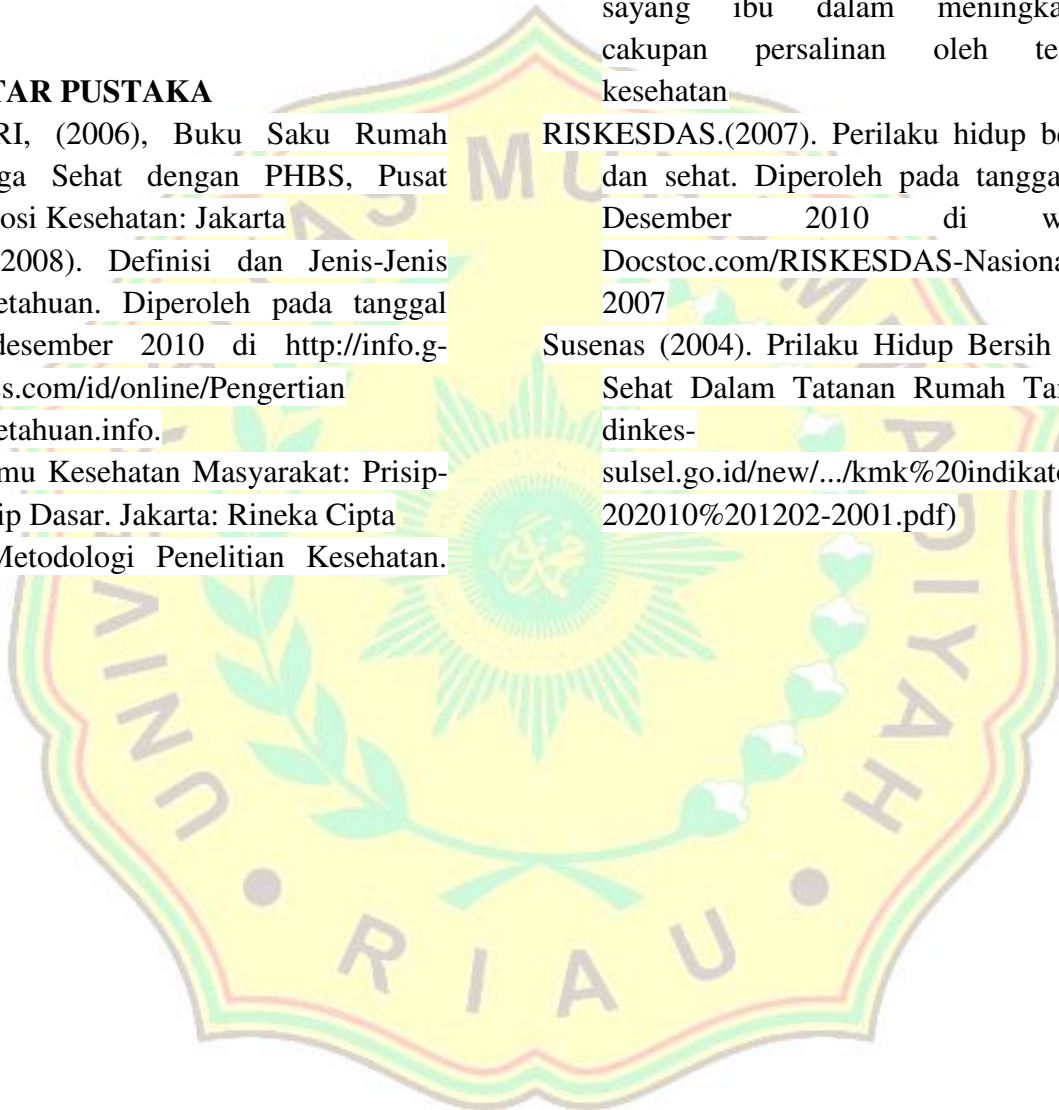 TAR PUSTAKA
RI, (2006), Buku Saku Rumah
ga Sehat dengan PHBS, Pusat
osi Kesehatan: Jakarta
2008). Definisi dan Jenis-Jenis
etahuan. Diperoleh pada tanggal
desember 2010 di http://info.g-
ss.com/id/online/Pengertian
etahuan.info.
mu Kesehatan Masyarakat: Prisip-
ip Dasar. Jakarta: Rineka Cipta
Metodologi Penelitian Kesehatan.
sayang ibu dalam meningka
cakupan persalinan oleh te
kesehatan
RISKESDAS.(2007). Perilaku hidup be
dan sehat. Diperoleh pada tangga
Desember 2010 di w
Docstoc.com/RISKESDAS-Nasiona
2007
Susenas (2004). Prilaku Hidup Bersih
Sehat Dalam Tatanan Rumah Ta
dinkes-
sulsel.go.id/new/.../kmk%20indikato
202010%201202-2001.pdf)
RIAU